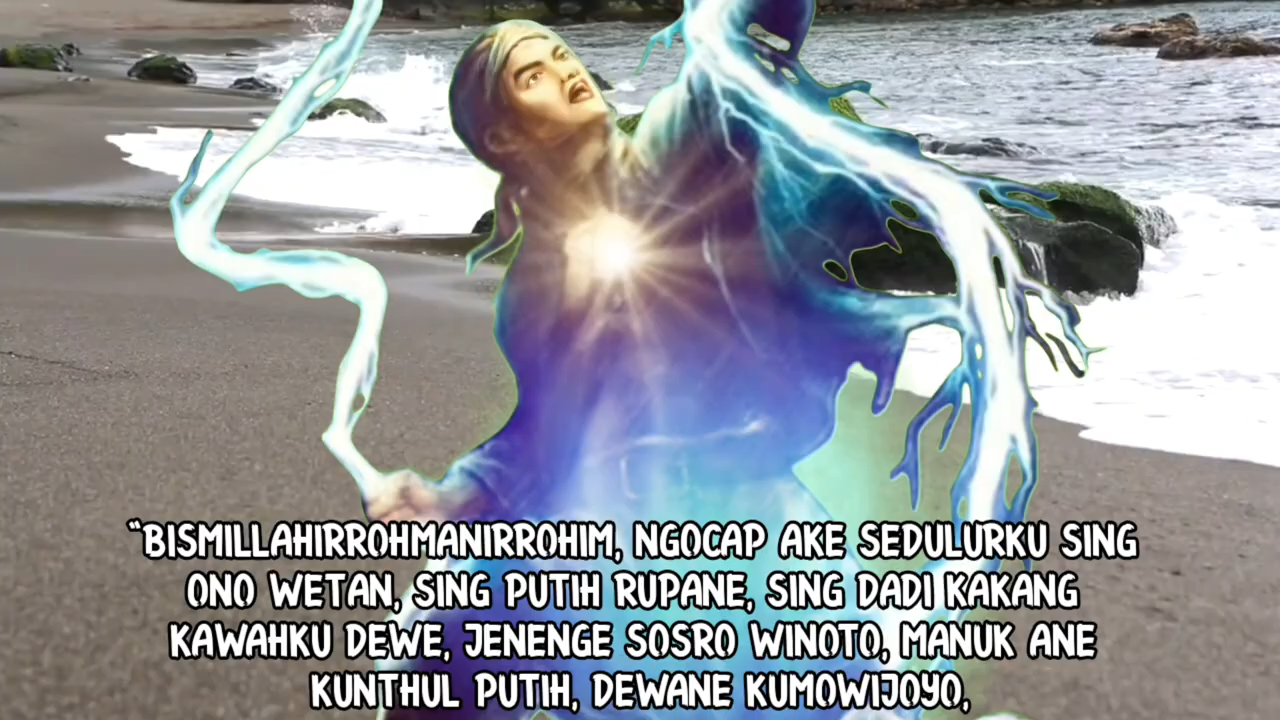 “BISMILLAHIRROHMANIRROHIM, NGOCAP AKE SEDULURKU SING
ONO WETAN, SING PUTIH RUPANE, SING DADI KAKANG
KAWAHKU DEWE, JENENGE SOSRO WINOTO, MANUK ANE
KUNTHUL PUTIH, DEWANE KUMOWIJOYO,